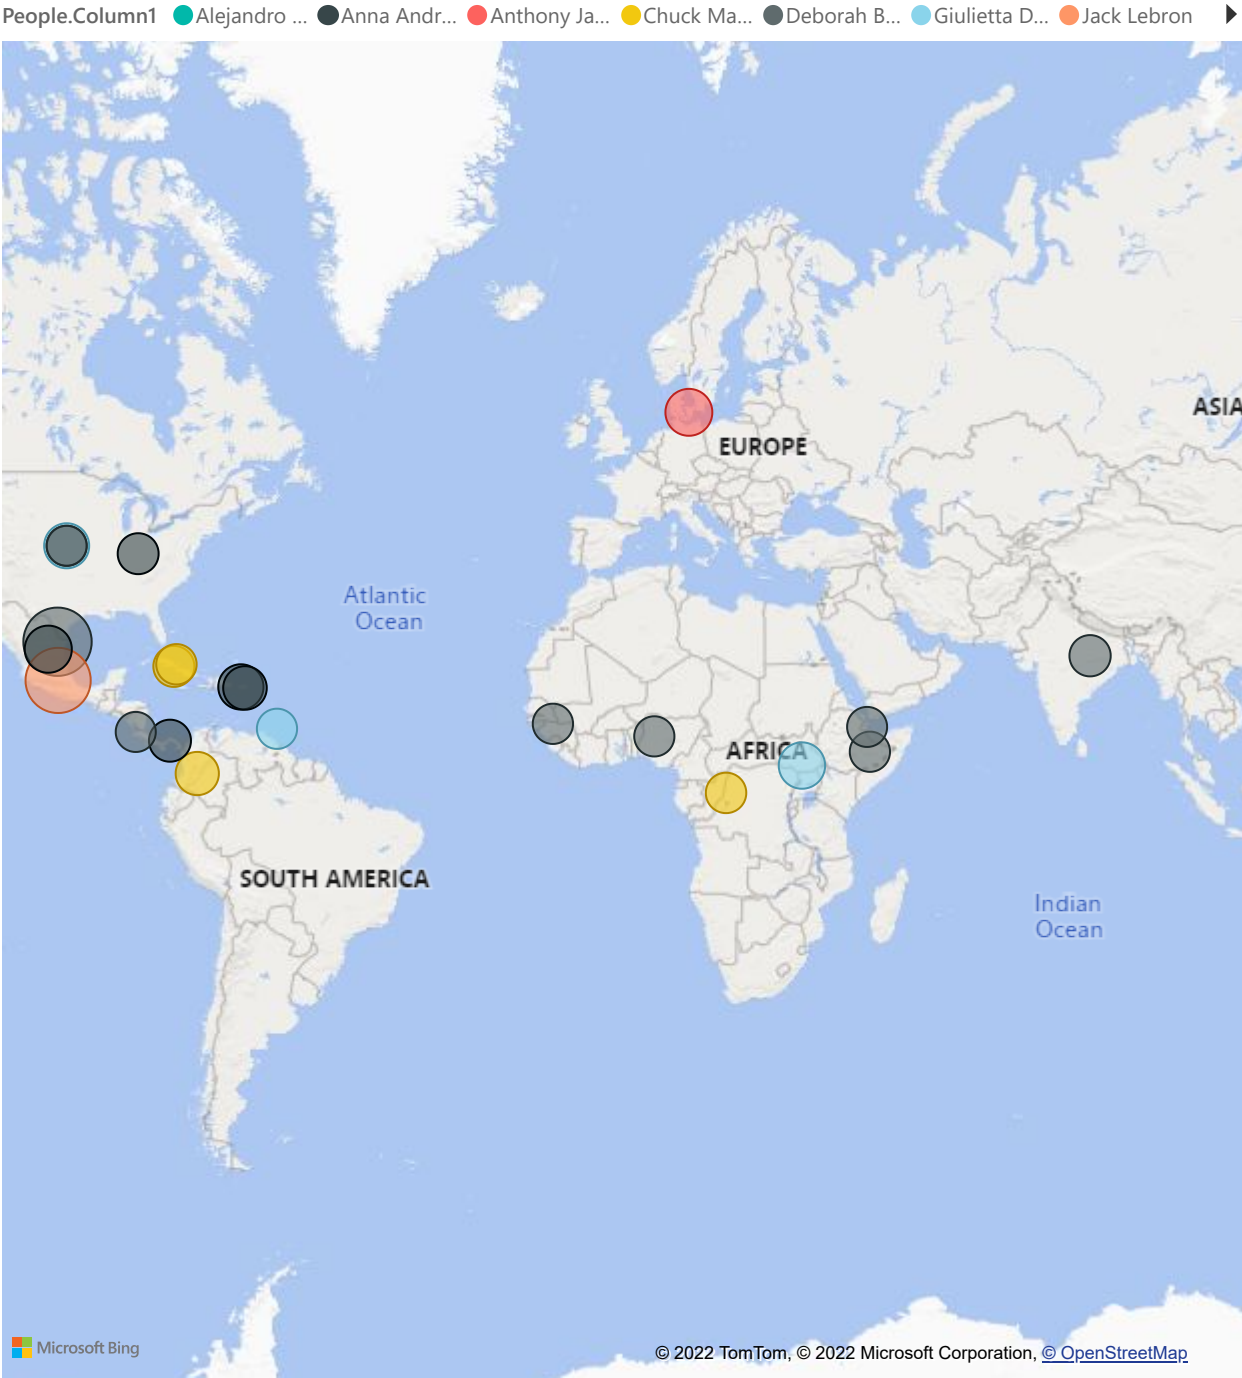 People.Column1 Alejandro ... Anna Andr... Anthony Ja... Chuck Ma... Deborah B... Giulietta D... Jack Lebron
ASIA
EUROPE
Atlantic
Ocean
AFRICA
SOUTH AMERICA
Indian
Ocean
Microsoft Bing
© 2022 TomTom, © 2022 Microsoft Corporation, © OpenStreetMap